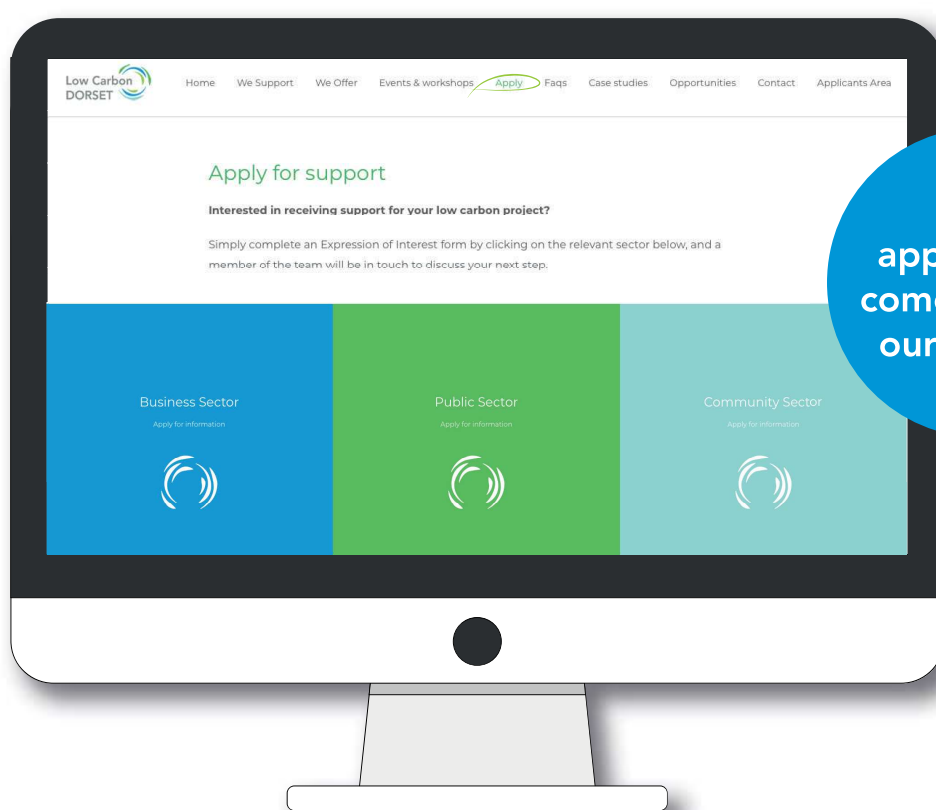 Low Carbon
DORSET
Home We Support We Offer Events & workshops Apply Faqs Case studies Opportunities Contact Applicants Area
Apply for support
Interested in receiving support for your low carbon project?
Simply complete an Expression of Interest form by clicking on the relevant sector below, and a
member of the team will be in touch to discuss your next step.
Business Sector
Apply for information
Public Sector
Apply for information
Community Sector
Apply for information
our